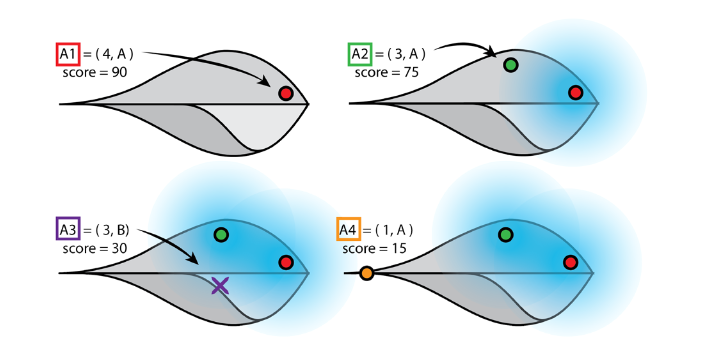 A1 = ( 4, A )
score = 90
A2 = ( 3, A )
score = 75
A3 = ( 3, B)
score = 30
A4 = ( 1, A )
score = 15